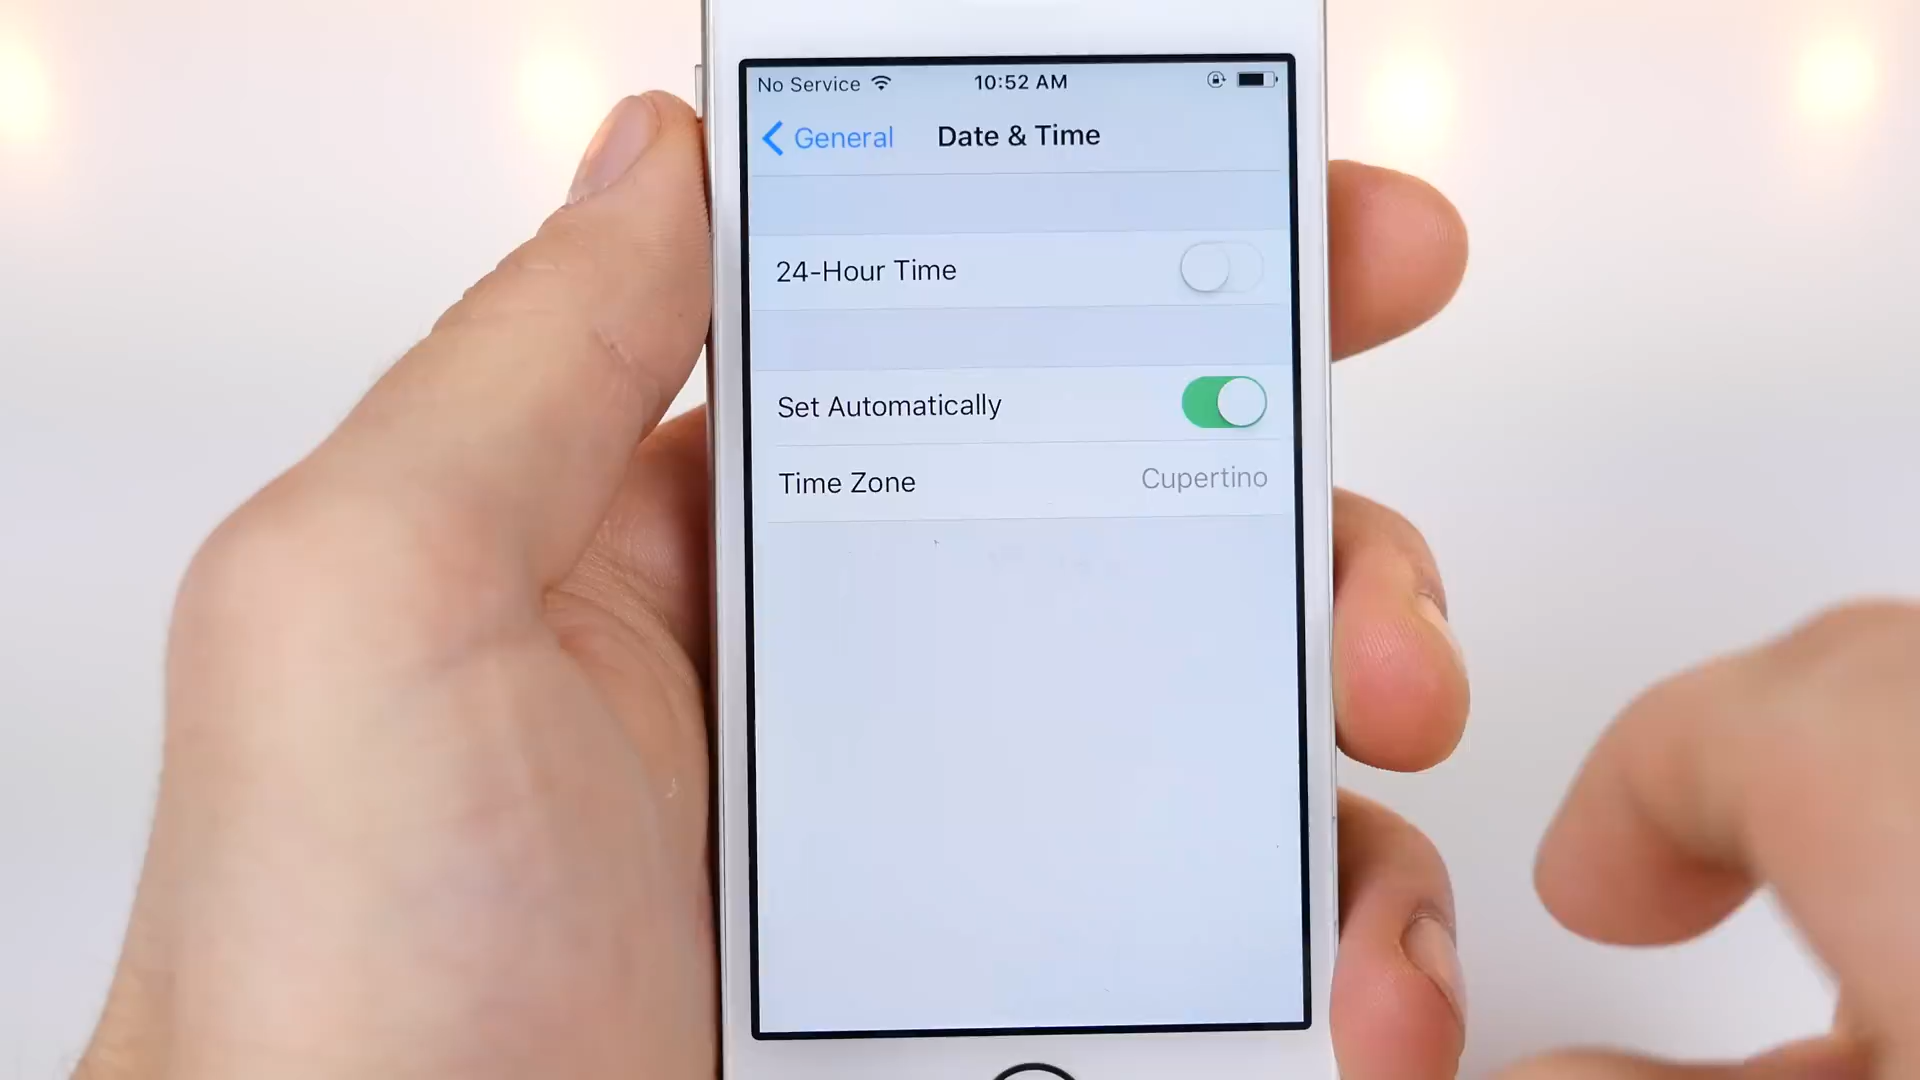 No Service 10:52 AM
General Date & Time
24-Hour Time
Set Automatically
Time Zone Cupertino